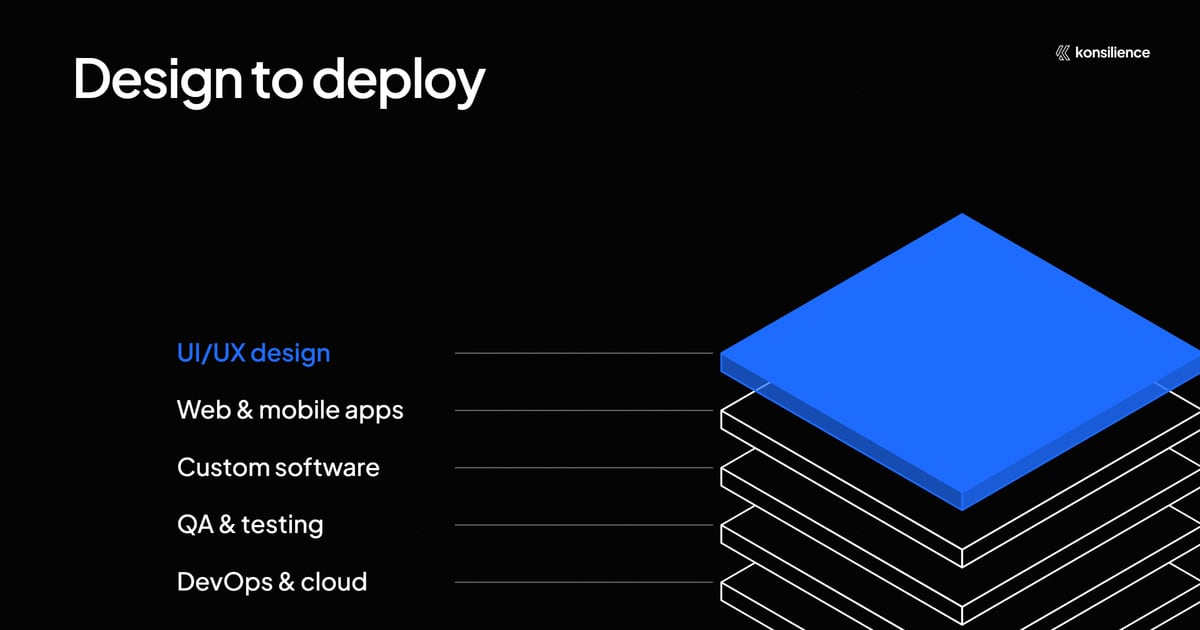 Design to deploy
konsilience
UI/UX design
Web & mobile apps
Custom software
QA & testing
DevOps & cloud